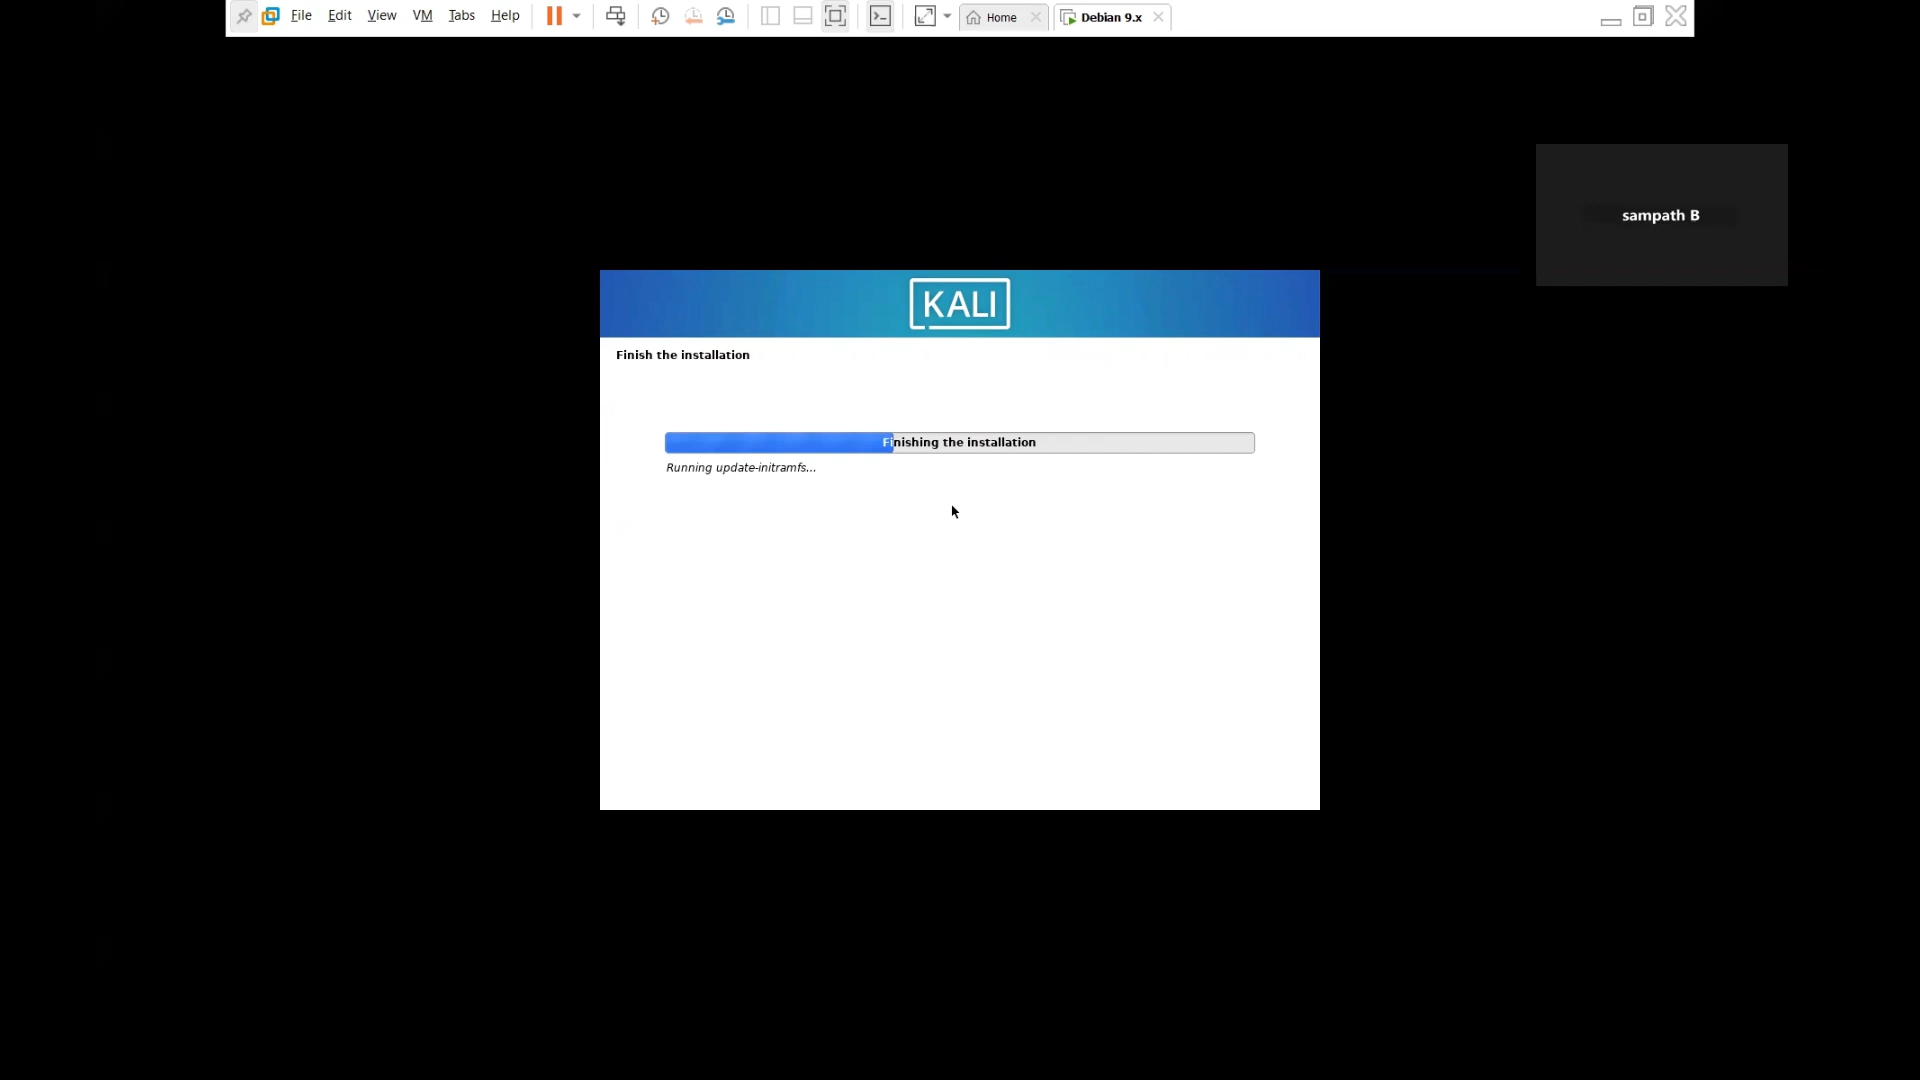 File Edit View VM Tabs Help Home Debian 9.x
sampath B
KALI
Finish the installation
Finishing the installation
Running update-initramfs...